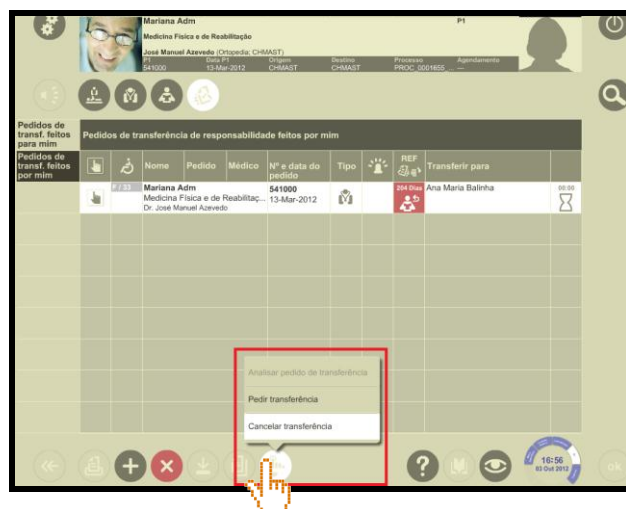 Mariana Adm
P1
Medicina Física e de Reabilitação
José Manuel Azevedo (Ortopedia; CHMAST)
P1 Data P1 Origem Destino Processo Agendamento
541000 13-Mar-2012 CHMAST CHMAST PROC_0001655_... ---
Pedidos de transf. feitos para mim
Pedidos de transferência de responsabilidade feitos por mim
Pedidos de transf. feitos por mim
Nome Pedido Médico Nº e data do pedido Tipo REF Transferir para
P / 33 Mariana Adm 541000 204 Dias Ana Maria Balinha 00:00
Medicina Física e de Reabilitaç... 13-Mar-2012
Dr. José Manuel Azevedo
Analisar pedido de transferência
Pedir transferência
Cancelar transferência
?
16:56
03 Out 2012
ok